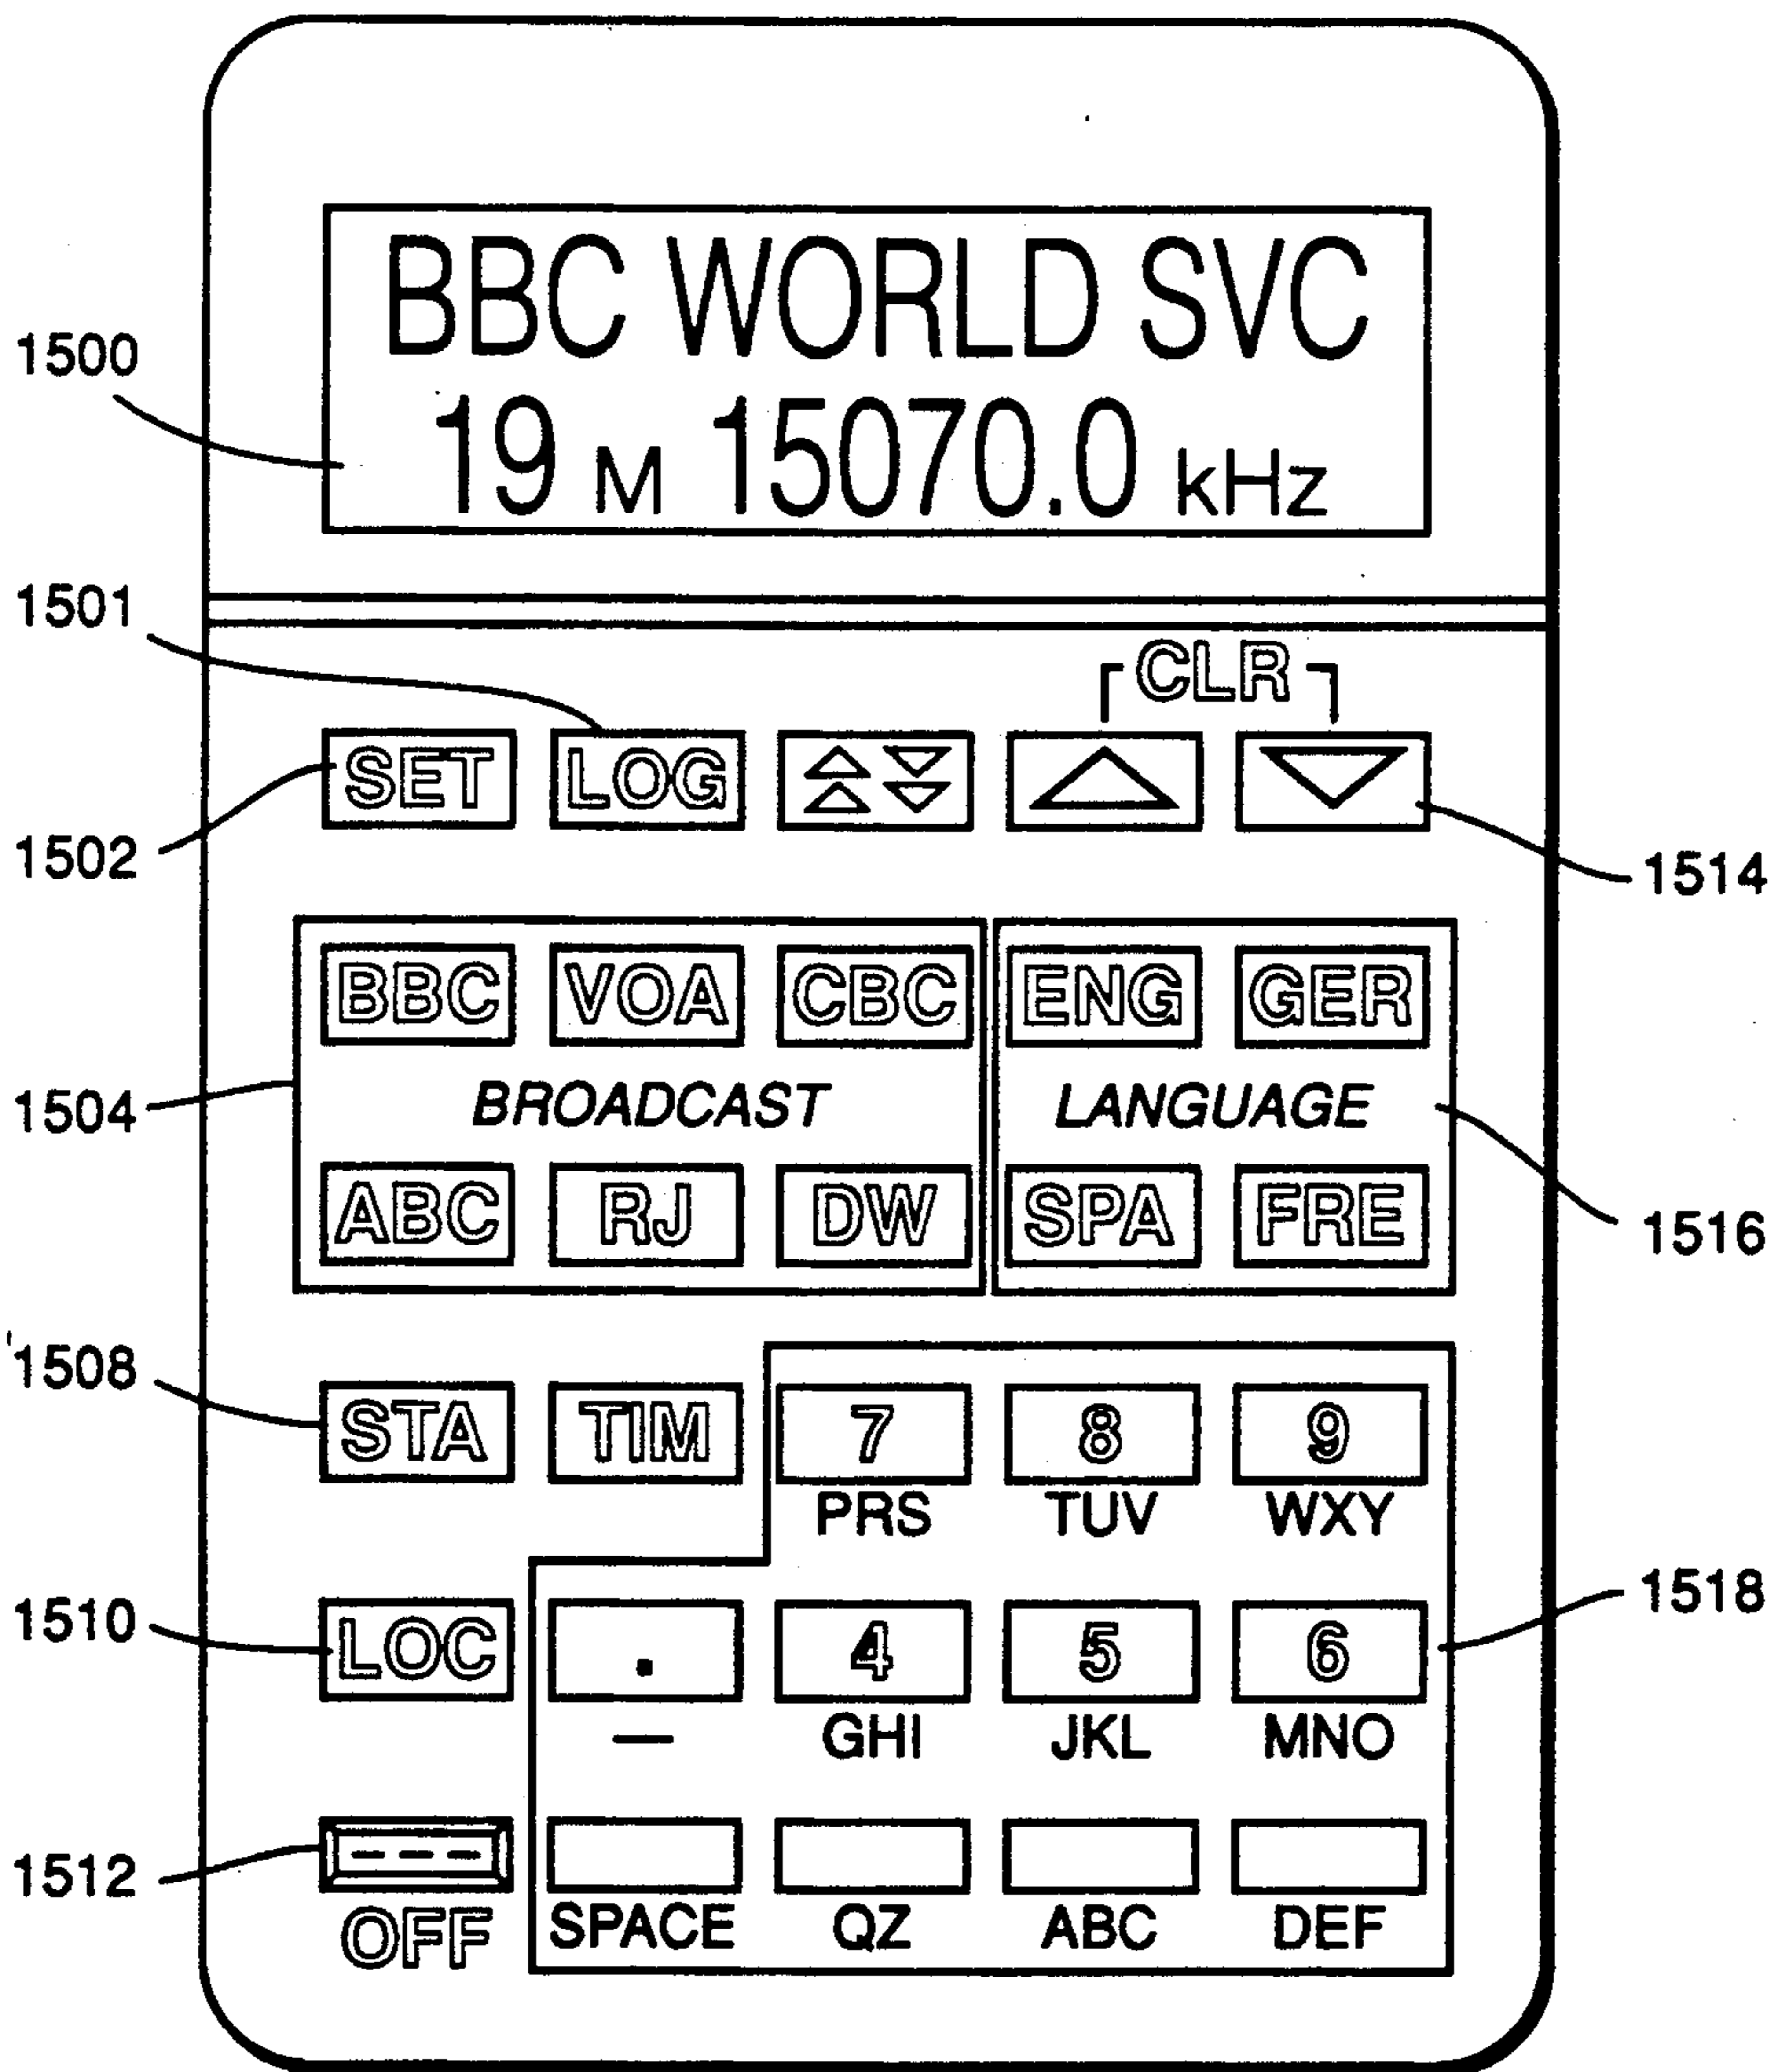 BBC WORLD SVC
1500
19 M 15070.0 kHz
1501
CLR
SET LOG
1502
1514
BBC VOA CBC ENG GER
1504
BROADCAST LANGUAGE
ABC RJ DW SPA FRE
1516
1508
STA TIM 7 8 9
PRS TUV WXY
1518
1510
LOC . 4 5 6
— GHI JKL MNO
1512
---
OFF SPACE QZ ABC DEF